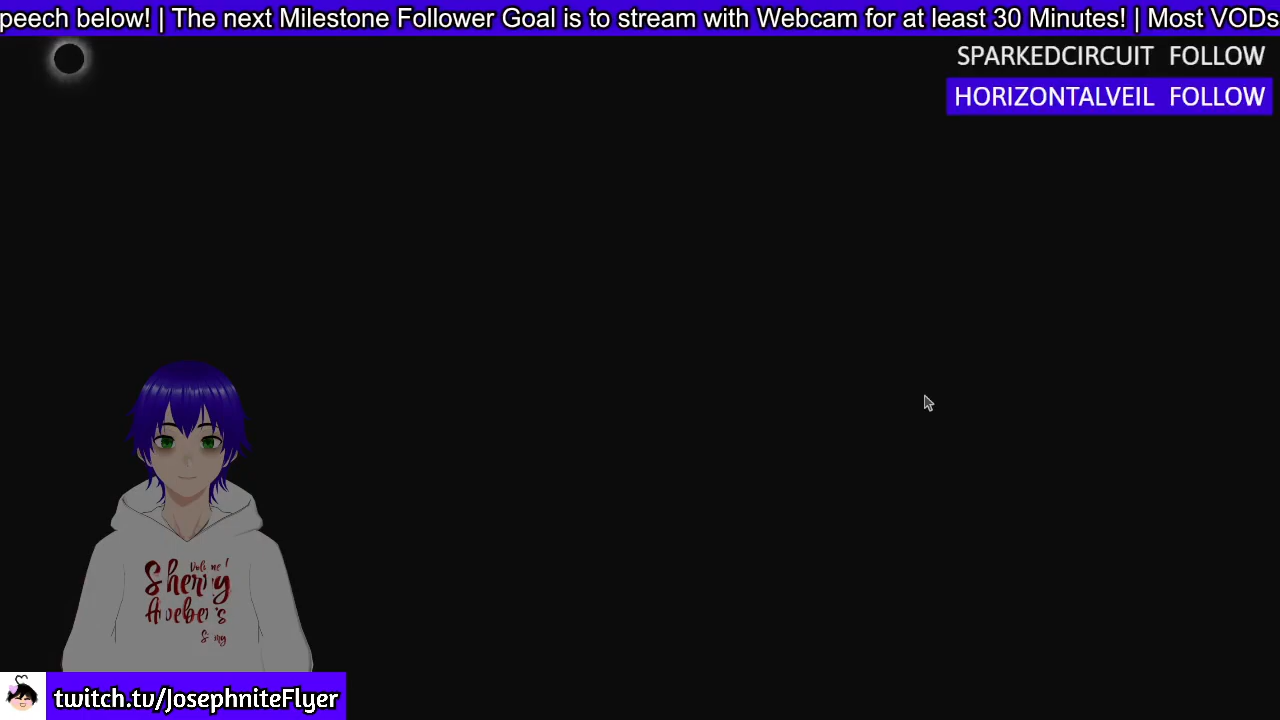 peech below! | The next Milestone Follower Goal is to stream with Webcam for at least 30 Minutes! | Most VODs
SPARKEDCIRCUIT FOLLOW
HORIZONTALVEIL FOLLOW
Sherry
twitch.tv/JosephniteFlyer